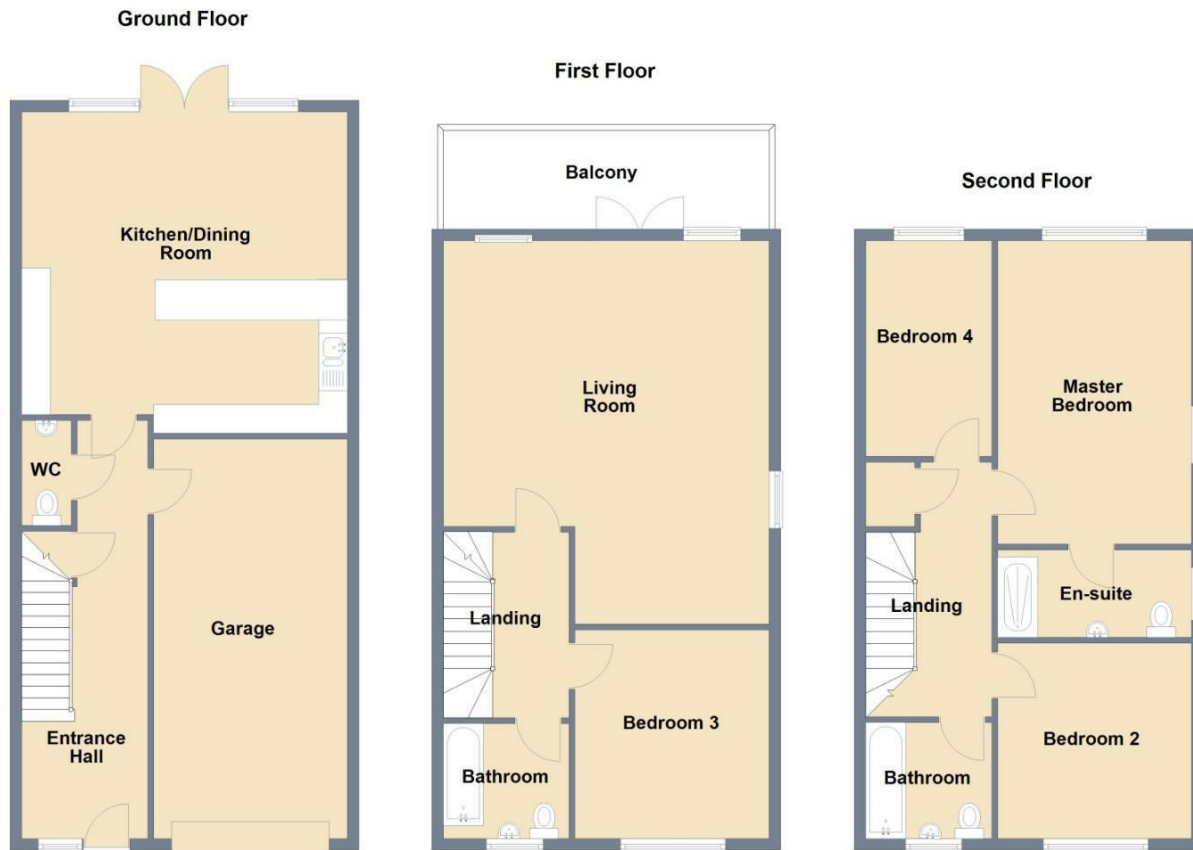 Ground Floor
Kitchen/Dining
Room
WC
Garage
Entrance
Hall
First Floor
Balcony
Living
Room
Landing
Bedroom 3
Bathroom
Second Floor
Bedroom 4
Master
Bedroom
En-suite
Landing
Bedroom 2
Bathroom